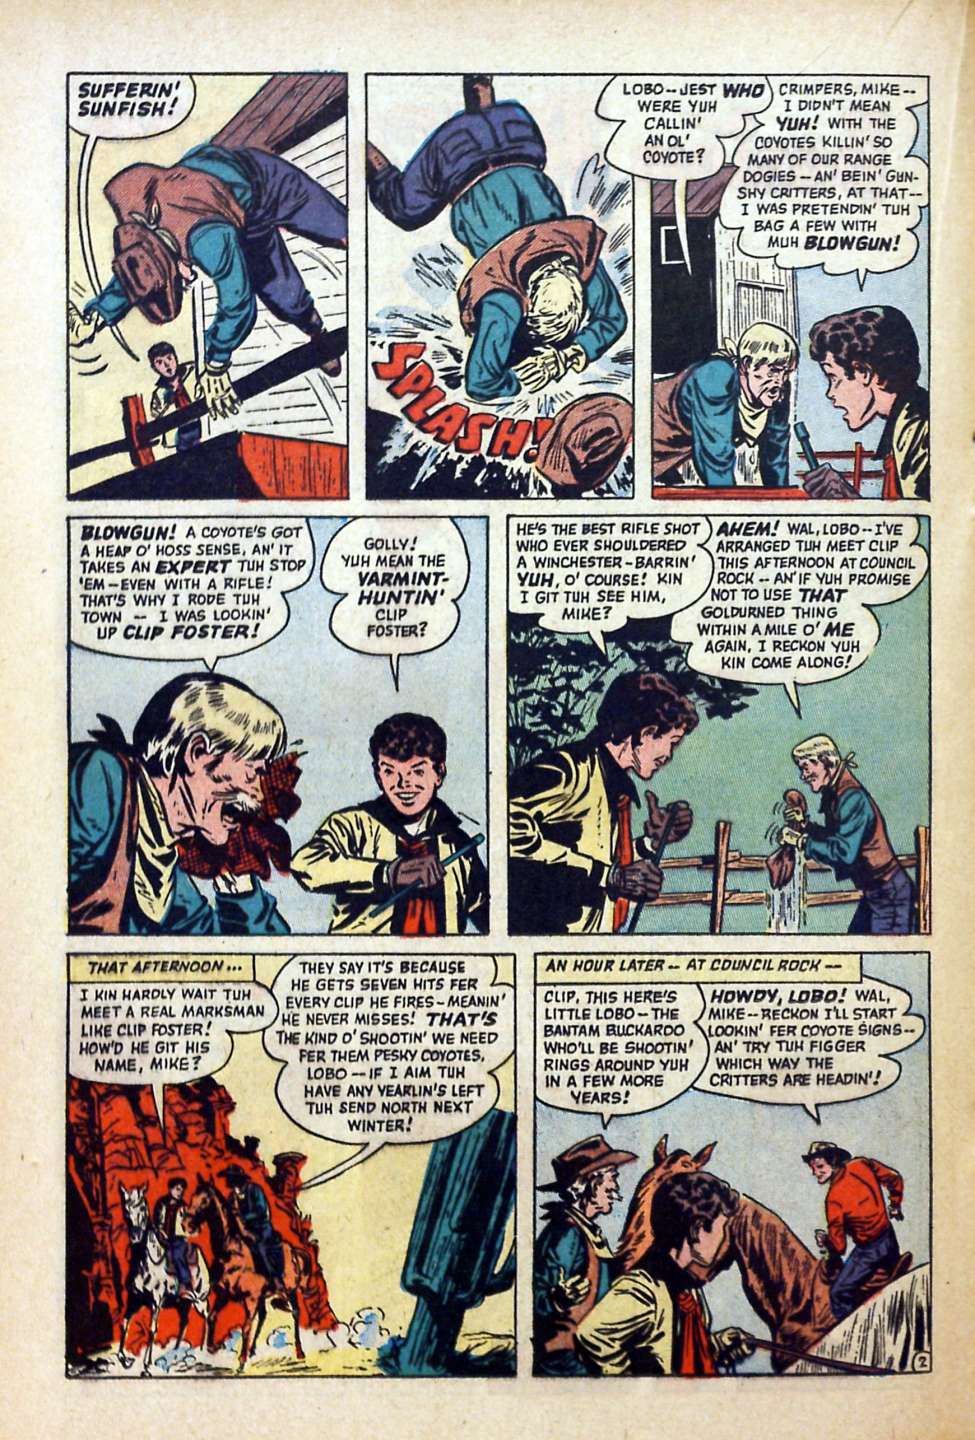 SUFFERIN'
SUNFISH!
SPLASH!
LOBO--JEST WHO
WERE YUH
CALLIN'
AN OL'
COYOTE?
CRIMPERS, MIKE--
I DIDN'T MEAN
YUH! WITH THE
COYOTES KILLIN' SO
MANY OF OUR RANGE
DOGIES--AN' BEIN' GUN-
SHY CRITTERS, AT THAT--
I WAS PRETENDIN' TUH
BAG A FEW WITH
MUH BLOWGUN!
BLOWGUN! A COYOTE'S GOT
A HEAP O' HOSS SENSE, AN' IT
TAKES AN EXPERT TUH STOP
'EM--EVEN WITH A RIFLE!
THAT'S WHY I RODE TUH
TOWN -- I WAS LOOKIN'
UP CLIP FOSTER!
GOLLY!
YUH MEAN THE
VARMINT-
HUNTIN'
CLIP
FOSTER?
HE'S THE BEST RIFLE SHOT
WHO EVER SHOULDERED
A WINCHESTER--BARRIN'
YUH, O' COURSE! KIN
I GIT TUH SEE HIM,
MIKE?
AHEM! WAL, LOBO--I'VE
ARRANGED TUH MEET CLIP
THIS AFTERNOON AT COUNCIL
ROCK--AN' IF YUH PROMISE
NOT TO USE THAT
GOLDURNED THING
WITHIN A MILE O' ME
AGAIN, I RECKON YUH
KIN COME ALONG!
THAT AFTERNOON...
I KIN HARDLY WAIT TUH
MEET A REAL MARKSMAN
LIKE CLIP FOSTER!
HOW'D HE GIT HIS
NAME, MIKE?
THEY SAY IT'S BECAUSE
HE GETS SEVEN HITS FER
EVERY CLIP HE FIRES--MEANIN'
HE NEVER MISSES! THAT'S
THE KIND O' SHOOTIN' WE NEED
FER THEM PESKY COYOTES,
LOBO--IF I AIM TUH
HAVE ANY YEARLIN'S LEFT
TUH SEND NORTH NEXT
WINTER!
AN HOUR LATER--AT COUNCIL ROCK--
CLIP, THIS HERE'S
LITTLE LOBO--THE
BANTAM BUCKAROO
WHO'LL BE SHOOTIN'
RINGS AROUND YUH
IN A FEW MORE
YEARS!
HOWDY, LOBO! WAL,
MIKE--RECKON I'LL START
LOOKIN' FER COYOTE SIGNS--
AN' TRY TUH FIGGER
WHICH WAY THE
CRITTERS ARE HEADIN'!
2